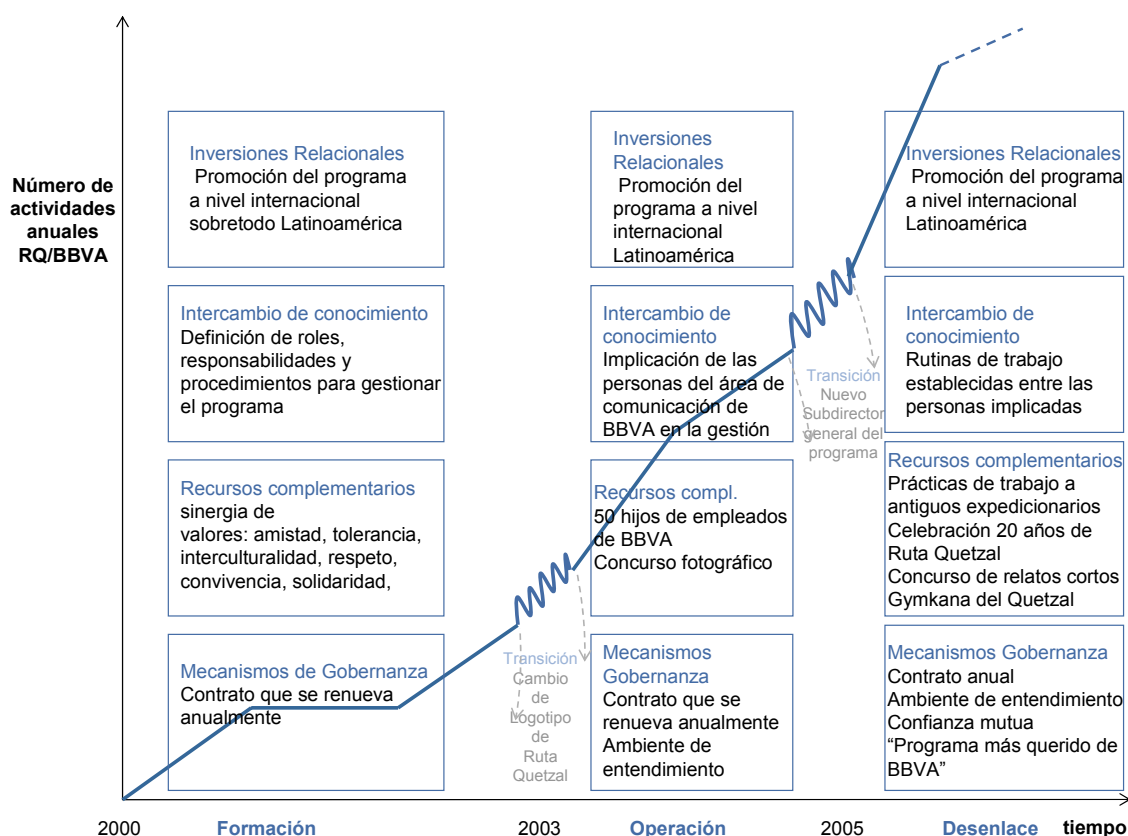 Número de
actividades
anuales
RQ/BBVA
Inversiones Relacionales
Promoción del programa
a nivel internacional
sobretodo Latinoamérica
Intercambio de conocimiento
Definición de roles,
responsabilidades y
procedimientos para gestionar
el programa
Recursos complementarios
sinergia de
valores: amistad, tolerancia,
interculturalidad, respeto,
convivencia, solidaridad,
Mecanismos de Gobernanza
Contrato que se renueva
anualmente
Transición
Cambio
de
Logotipo
de
Ruta
Quetzal
Inversiones
Relacionales
Promoción del
programa a nivel
internacional
Latinoamérica
Intercambio de
conocimiento
Implicación de las
personas del área de
comunicación de
BBVA en la gestión
Recursos compl.
50 hijos de empleados
de BBVA
Concurso fotográfico
Mecanismos
Gobernanza
Contrato que se
renueva anualmente
Ambiente de
entendimiento
Transición
Nuevo
Subdirector
general del
programa
Inversiones Relacionales
Promoción del programa
a nivel internacional
Latinoamérica
Intercambio de
conocimiento
Rutinas de trabajo
establecidas entre las
personas implicadas
Recursos complementarios
Prácticas de trabajo a
antiguos expedicionarios
Celebración 20 años de
Ruta Quetzal
Concurso de relatos cortos
Gymkana del Quetzal
Mecanismos Gobernanza
Contrato anual
Ambiente de entendimiento
Confianza mutua
“Programa más querido de
BBVA”
2000 Formación 2003 Operación 2005 Desenlace tiempo